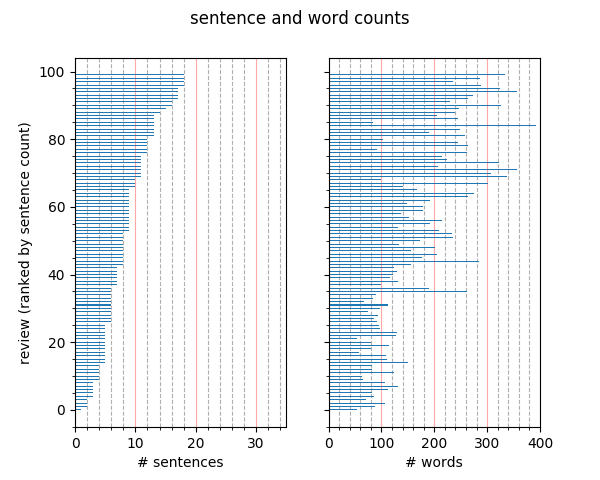 sentence and word counts
review (ranked by sentence count)
100
80
60
40
20
0
0 10 20 30
# sentences
0 100 200 300 400
# words